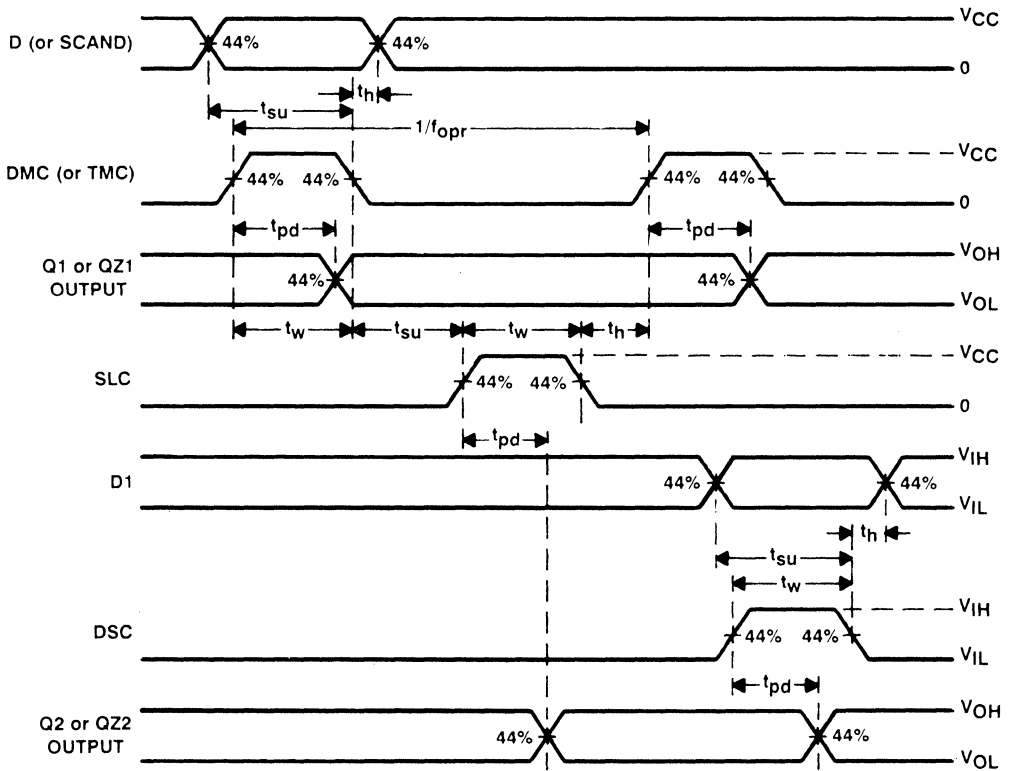 VCC
D (or SCAND) 44% 44%
0
th
tsu
1/fopr
VCC
DMC (or TMC) 44% 44% 44% 44%
0
tpd tpd
VOH
Q1 or QZ1
OUTPUT
44% 44%
VOL
tw tsu tw th
VCC
SLC 44% 44%
0
tpd
VIH
D1 44% 44%
VIL
th
tsu
tw
VIH
DSC 44% 44%
VIL
tpd
VOH
Q2 or QZ2
OUTPUT
44% 44%
VOL